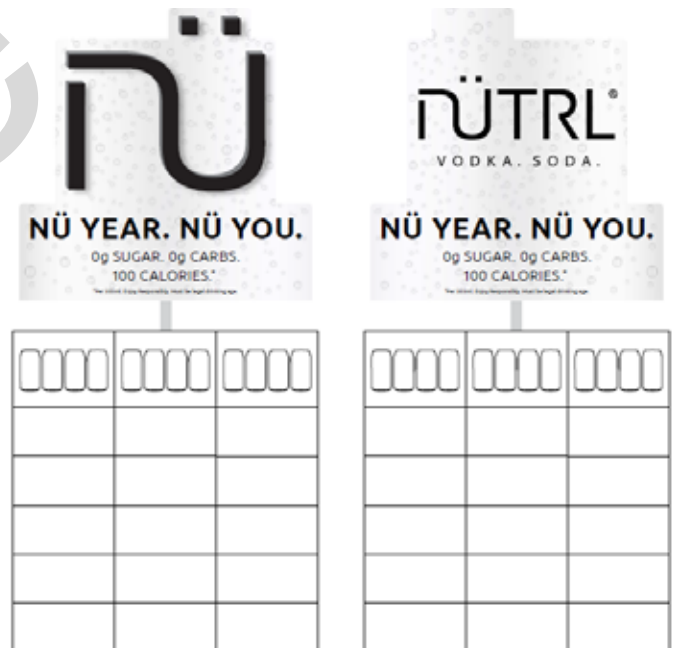 NÜ
NÜ YEAR. NÜ YOU.
0g SUGAR. 0g CARBS.
100 CALORIES.*
NÜTRL®
VODKA. SODA.
NÜ YEAR. NÜ YOU.
0g SUGAR. 0g CARBS.
100 CALORIES.*